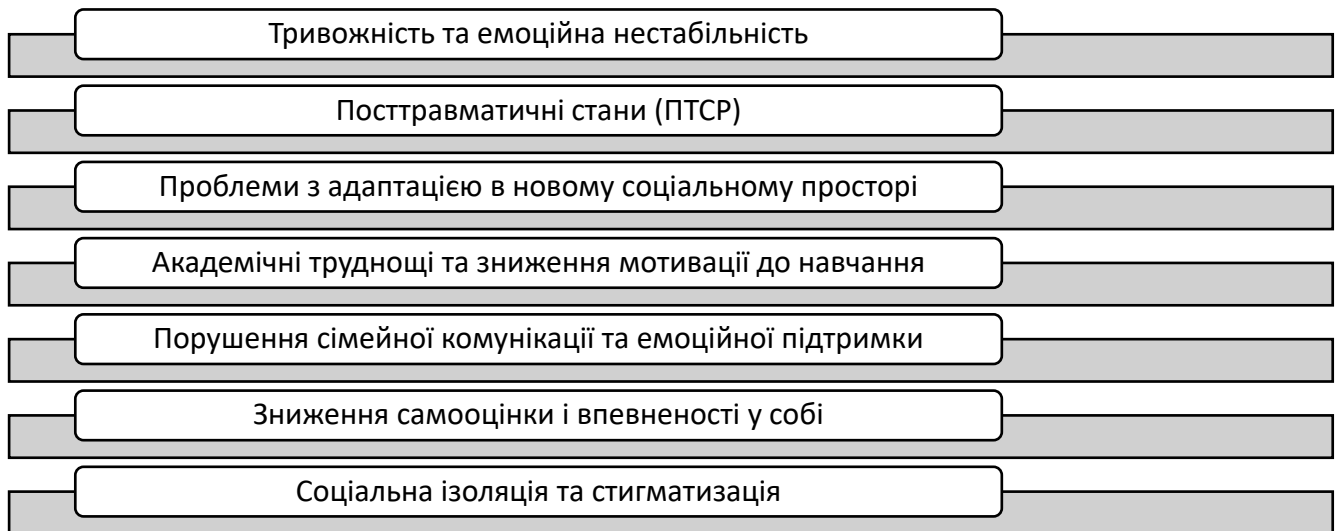 Тривожність та емоційна нестабільність
Посттравматичні стани (ПТСР)
Проблеми з адаптацією в новому соціальному просторі
Академічні труднощі та зниження мотивації до навчання
Порушення сімейної комунікації та емоційної підтримки
Зниження самооцінки і впевненості у собі
Соціальна ізоляція та стигматизація